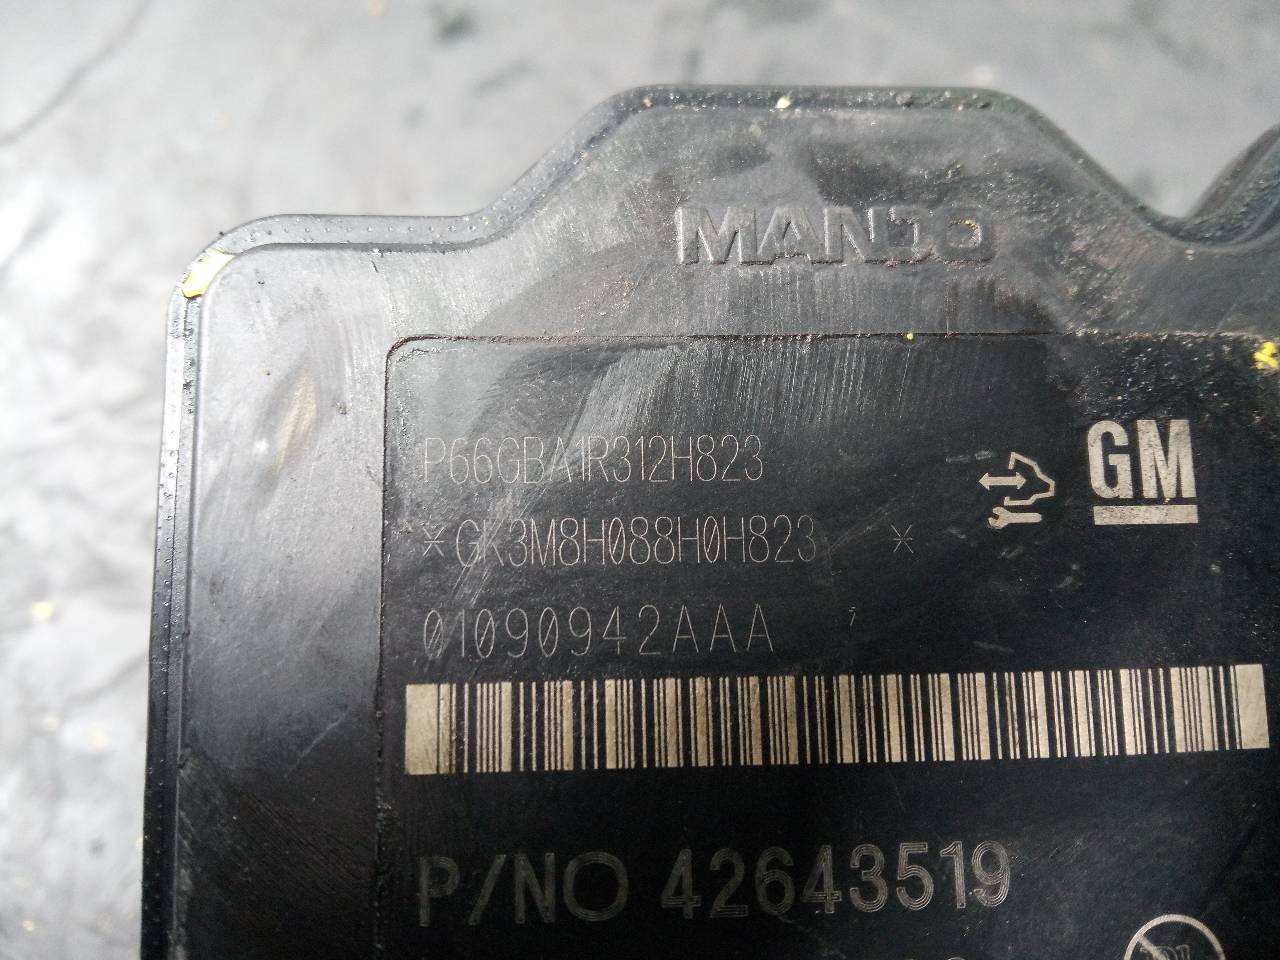 MANDO
P66GBA1R312H823
GM
*GK3M8H088H0H823 *
01090942AAA
P/NO 42643519